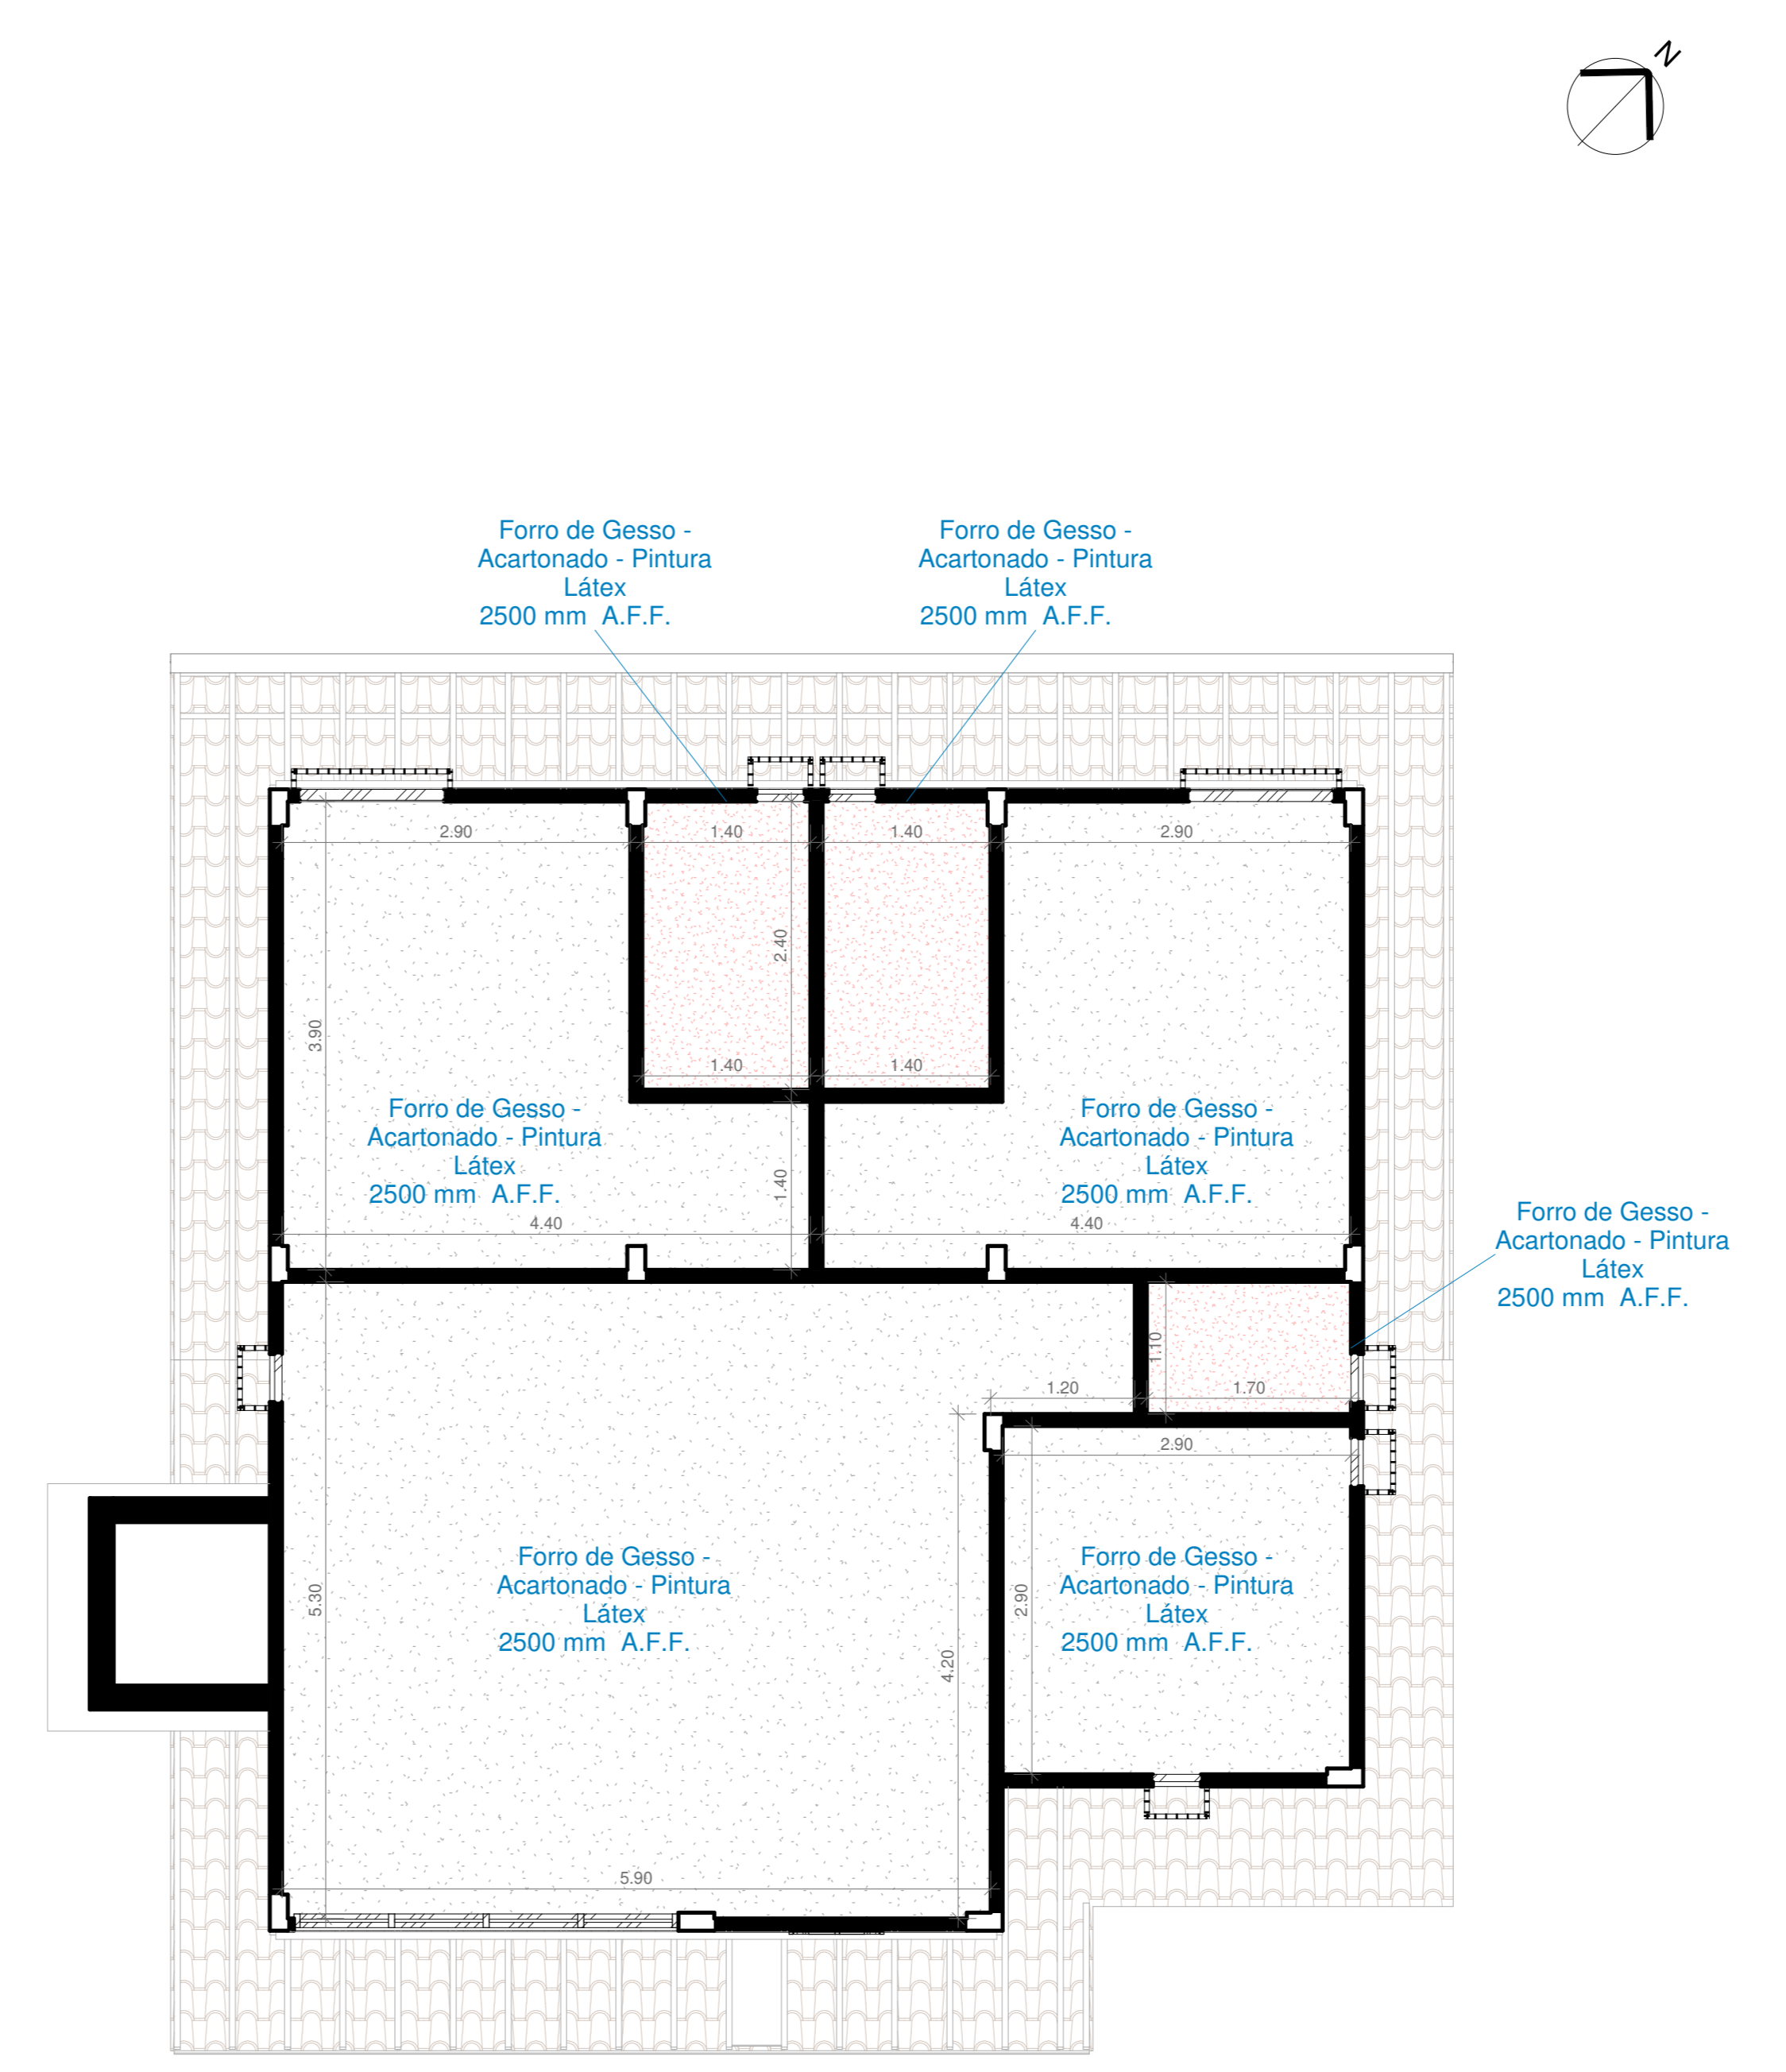 N
Forro de Gesso -
Acartonado - Pintura
Látex
2500 mm  A.F.F.
Forro de Gesso -
Acartonado - Pintura
Látex
2500 mm  A.F.F.
2.90
1.40
1.40
2.90
2.40
3.90
1.40
1.40
Forro de Gesso -
Acartonado - Pintura
Látex
2500 mm  A.F.F.
Forro de Gesso -
Acartonado - Pintura
Látex
2500 mm  A.F.F.
1.40
4.40
4.40
Forro de Gesso -
Acartonado - Pintura
Látex
2500 mm  A.F.F.
1.10
1.20
1.70
2.90
Forro de Gesso -
Acartonado - Pintura
Látex
2500 mm  A.F.F.
Forro de Gesso -
Acartonado - Pintura
Látex
2500 mm  A.F.F.
5.30
2.90
4.20
5.90